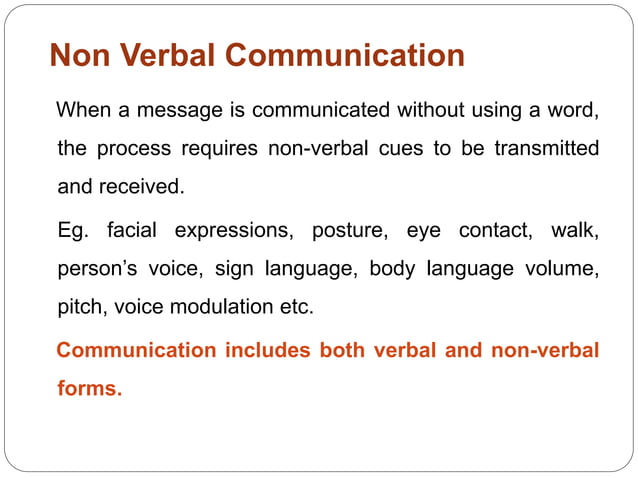 Non Verbal Communication
When a message is communicated without using a word,
the process requires non-verbal cues to be transmitted
and received.
Eg. facial expressions, posture, eye contact, walk,
person’s voice, sign language, body language volume,
pitch, voice modulation etc.
Communication includes both verbal and non-verbal
forms.